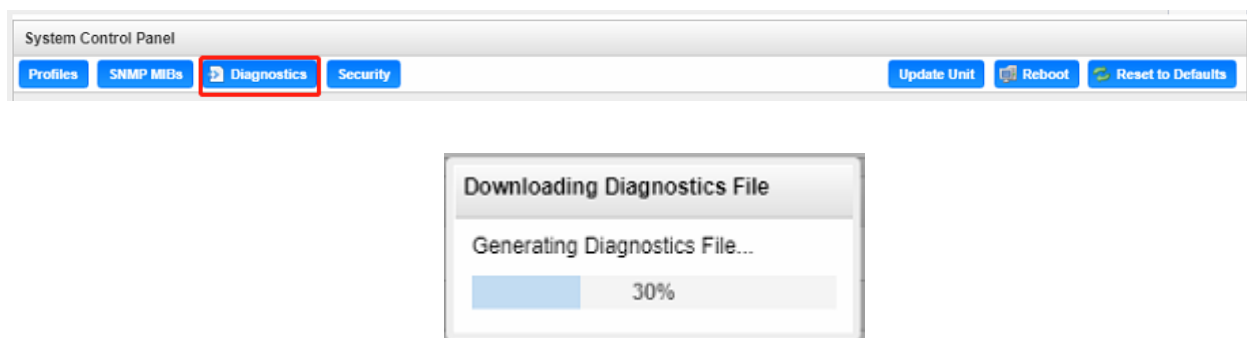 System Control Panel
Profiles SNMP MIBs Diagnostics Security Update Unit Reboot Reset to Defaults
Downloading Diagnostics File
Generating Diagnostics File...
30%